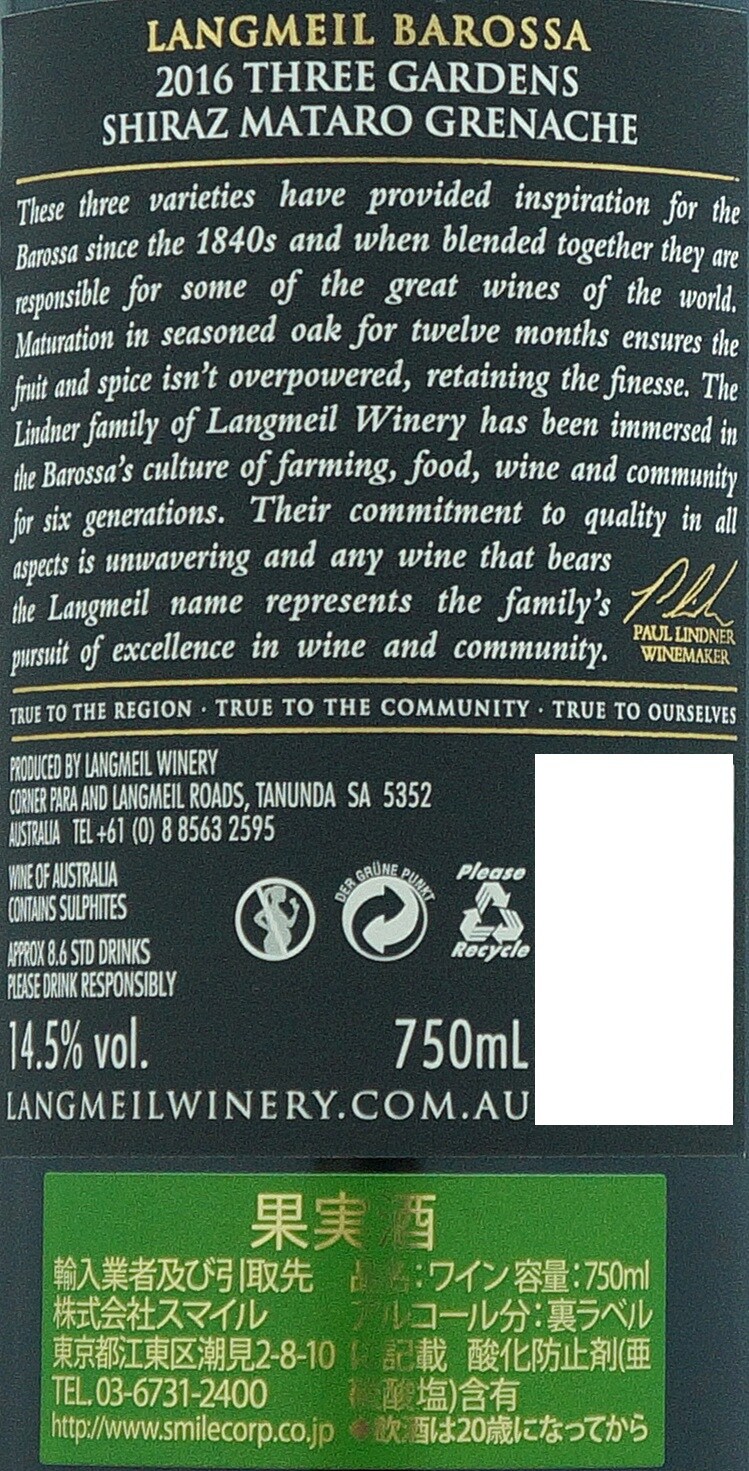 LANGMEIL BAROSSA
2016 THREE GARDENS
SHIRAZ MATARO GRENACHE
These three varieties have provided inspiration for the
Barossa since the 1840s and when blended together they are
responsible for some of the great wines of the world.
Maturation in seasoned oak for twelve months ensures the
fruit and spice isn't overpowered, retaining the finesse. The
Lindner family of Langmeil Winery has been immersed in
the Barossa's culture of farming, food, wine and community
for six generations. Their commitment to quality in all
aspects is unwavering and any wine that bears
the Langmeil name represents the family's
pursuit of excellence in wine and community.
PAUL LINDNER
WINEMAKER
TRUE TO THE REGION · TRUE TO THE COMMUNITY · TRUE TO OURSELVES
PRODUCED BY LANGMEIL WINERY
CORNER PARA AND LANGMEIL ROADS, TANUNDA SA 5352
AUSTRALIA TEL +61 (0) 8 8563 2595
WINE OF AUSTRALIA
CONTAINS SULPHITES
APPROX 8.6 STD DRINKS
PLEASE DRINK RESPONSIBLY
DER GRÜNE PUNKT
Please
Recycle
14.5% vol. 750mL
LANGMEILWINERY.COM.AU
果実酒
輸入業者及び引取先
株式会社スマイル
東京都江東区潮見2-8-10
TEL.03-6731-2400
http://www.smilecorp.co.jp
品名:ワイン 容量:750ml
アルコール分:裏ラベル
に記載 酸化防止剤(亜
硫酸塩)含有
●飲酒は20歳になってから